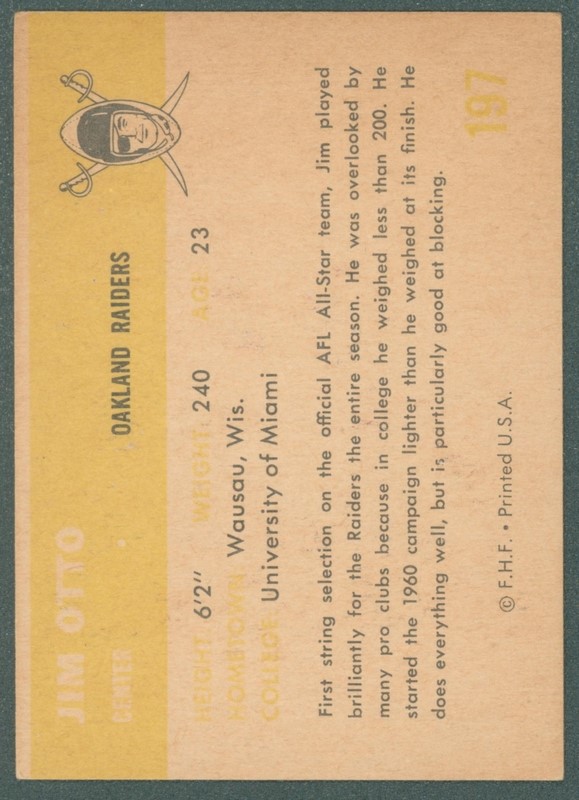 JIM OTTO
CENTER
OAKLAND RAIDERS
HEIGHT 6'2" WEIGHT 240 AGE 23
HOMETOWN Wausau, Wis.
COLLEGE University of Miami
First string selection on the official AFL All-Star team, Jim played
brilliantly for the Raiders the entire season. He was overlooked by
many pro clubs because in college he weighed less than 200. He
started the 1960 campaign lighter than he weighed at its finish. He
does everything well, but is particularly good at blocking.
197
© F.H.F. • Printed U.S.A.